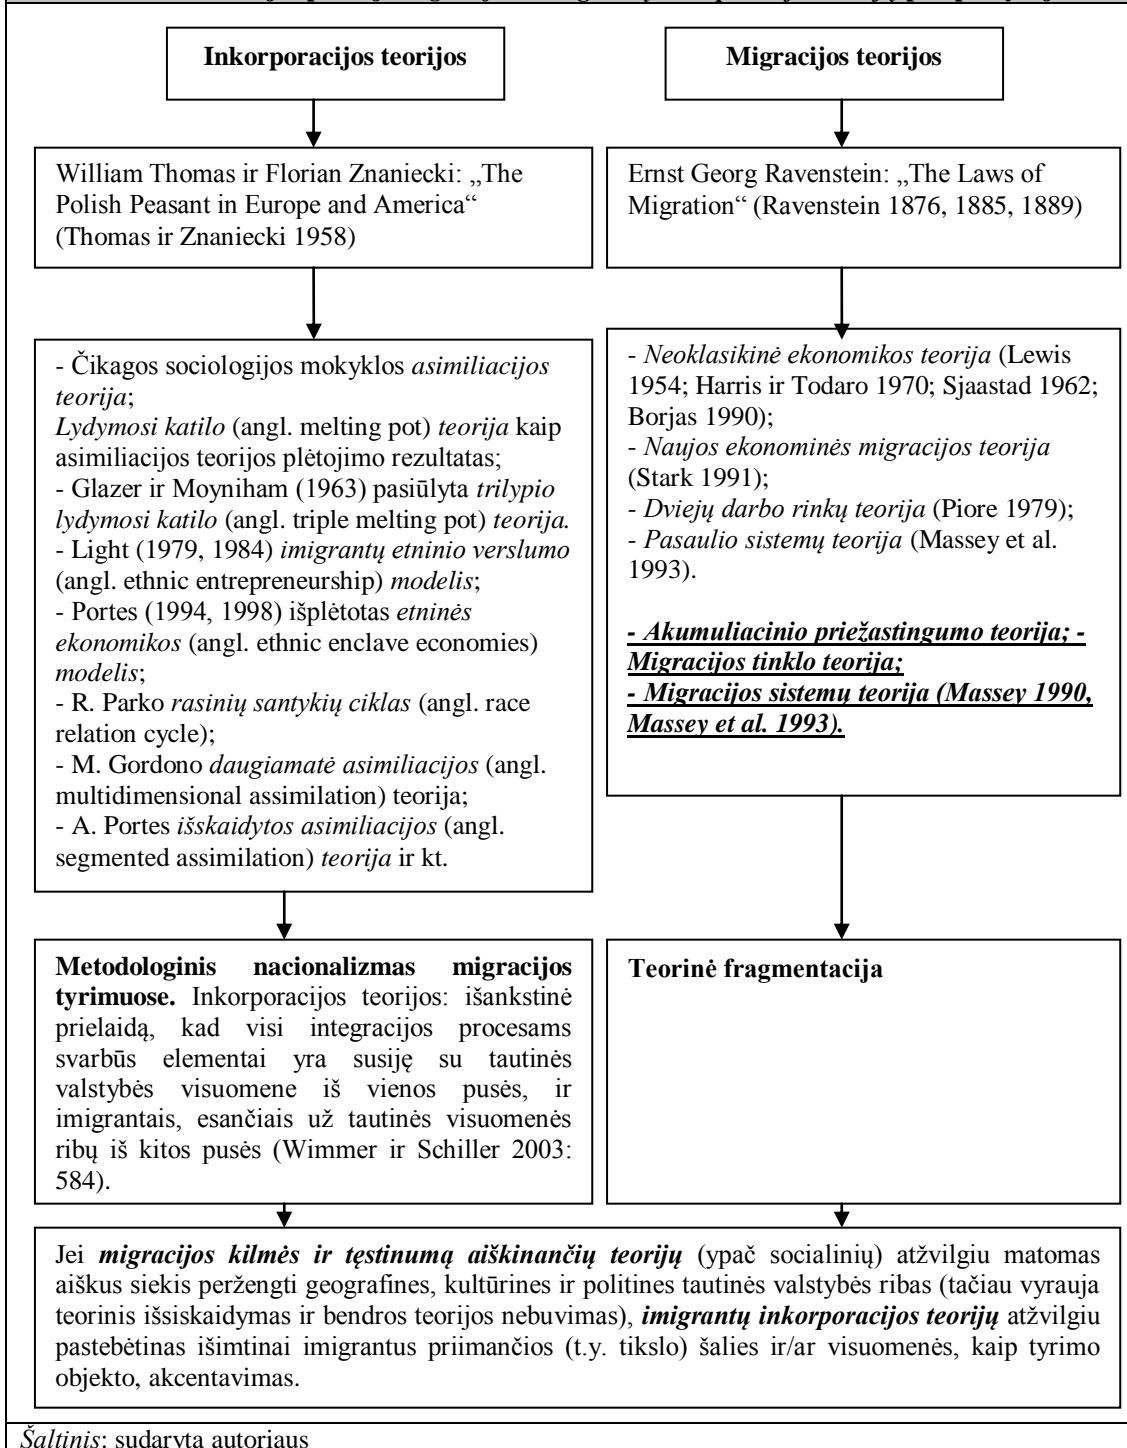 Inkorporacijos teorijos
William Thomas ir Florian Znaniecki: „The
Polish Peasant in Europe and America“
(Thomas ir Znaniecki 1958)
- Čikagos sociologijos mokyklos asimiliacijos
teorija;
Lydymosi katilo (angl. melting pot) teorija kaip
asimiliacijos teorijos plėtojimo rezultatas;
- Glazer ir Moyniham (1963) pasiūlyta trilypio
lydymosi katilo (angl. triple melting pot) teorija.
- Light (1979, 1984) imigrantų etninio verslumo
(angl. ethnic entrepreneurship) modelis;
- Portes (1994, 1998) išplėtotas etninės
ekonomikos (angl. ethnic enclave economies)
modelis;
- R. Parko rasinių santykių ciklas (angl. race
relation cycle);
- M. Gordono daugiamatė asimiliacijos (angl.
multidimensional assimilation) teorija;
- A. Portes išskaidytos asimiliacijos (angl.
segmented assimilation) teorija ir kt.
Metodologinis nacionalizmas migracijos
tyrimuose. Inkorporacijos teorijos: išankstinė
prielaidą, kad visi integracijos procesams
svarbūs elementai yra susiję su tautinės
valstybės visuomene iš vienos pusės, ir
imigrantais, esančiais už tautinės visuomenės
ribų iš kitos pusės (Wimmer ir Schiller 2003:
584).
Migracijos teorijos
Ernst Georg Ravenstein: „The Laws of
Migration“ (Ravenstein 1876, 1885, 1889)
- Neoklasikinė ekonomikos teorija (Lewis
1954; Harris ir Todaro 1970; Sjaastad 1962;
Borjas 1990);
- Naujos ekonominės migracijos teorija
(Stark 1991);
- Dviejų darbo rinkų teorija (Piore 1979);
- Pasaulio sistemų teorija (Massey et al.
1993).
- Akumuliacinio priežastingumo teorija; -
Migracijos tinklo teorija;
- Migracijos sistemų teorija (Massey 1990,
Massey et al. 1993).
Teorinė fragmentacija
Jei migracijos kilmės ir tęstinumą aiškinančių teorijų (ypač socialinių) atžvilgiu matomas
aiškus siekis peržengti geografines, kultūrines ir politines tautinės valstybės ribas (tačiau vyrauja
teorinis išsiskaidymas ir bendros teorijos nebuvimas), imigrantų inkorporacijos teorijų atžvilgiu
pastebėtinas išimtinai imigrantus priimančios (t.y. tikslo) šalies ir/ar visuomenės, kaip tyrimo
objekto, akcentavimas.
Šaltinis: sudaryta autoriaus